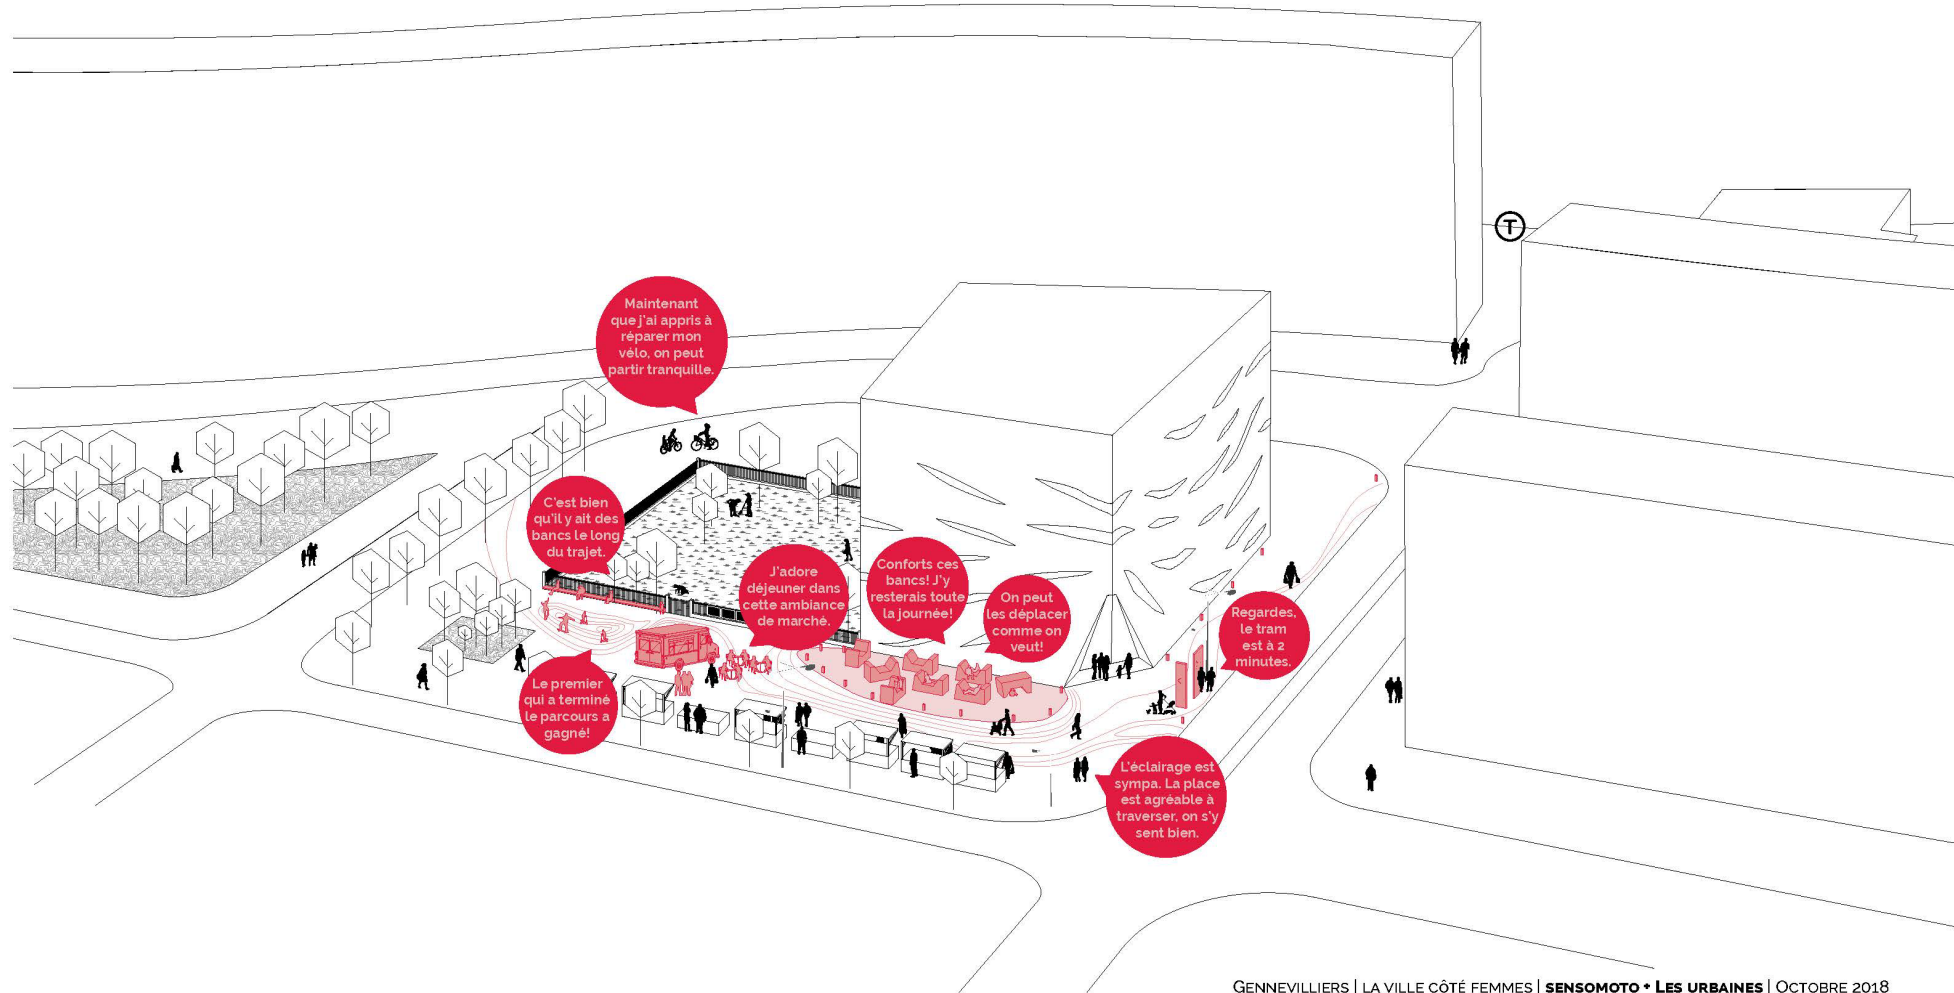 T
Maintenant
que j'ai appris à
réparer mon
vélo, on peut
partir tranquille.
C'est bien
qu'il y ait des
bancs le long
du trajet.
J'adore
déjeuner dans
cette ambiance
de marché.
Conforts ces
bancs! J'y
resterais toute
la journée!
On peut
les déplacer
comme on
veut!
Regardes,
le tram
est à 2
minutes.
Le premier
qui a terminé
le parcours a
gagné!
L'éclairage est
sympa. La place
est agréable à
traverser, on s'y
sent bien.
GENNEVILLIERS | LA VILLE CÔTÉ FEMMES | SENSOMOTO + LES URBAINES | OCTOBRE 2018